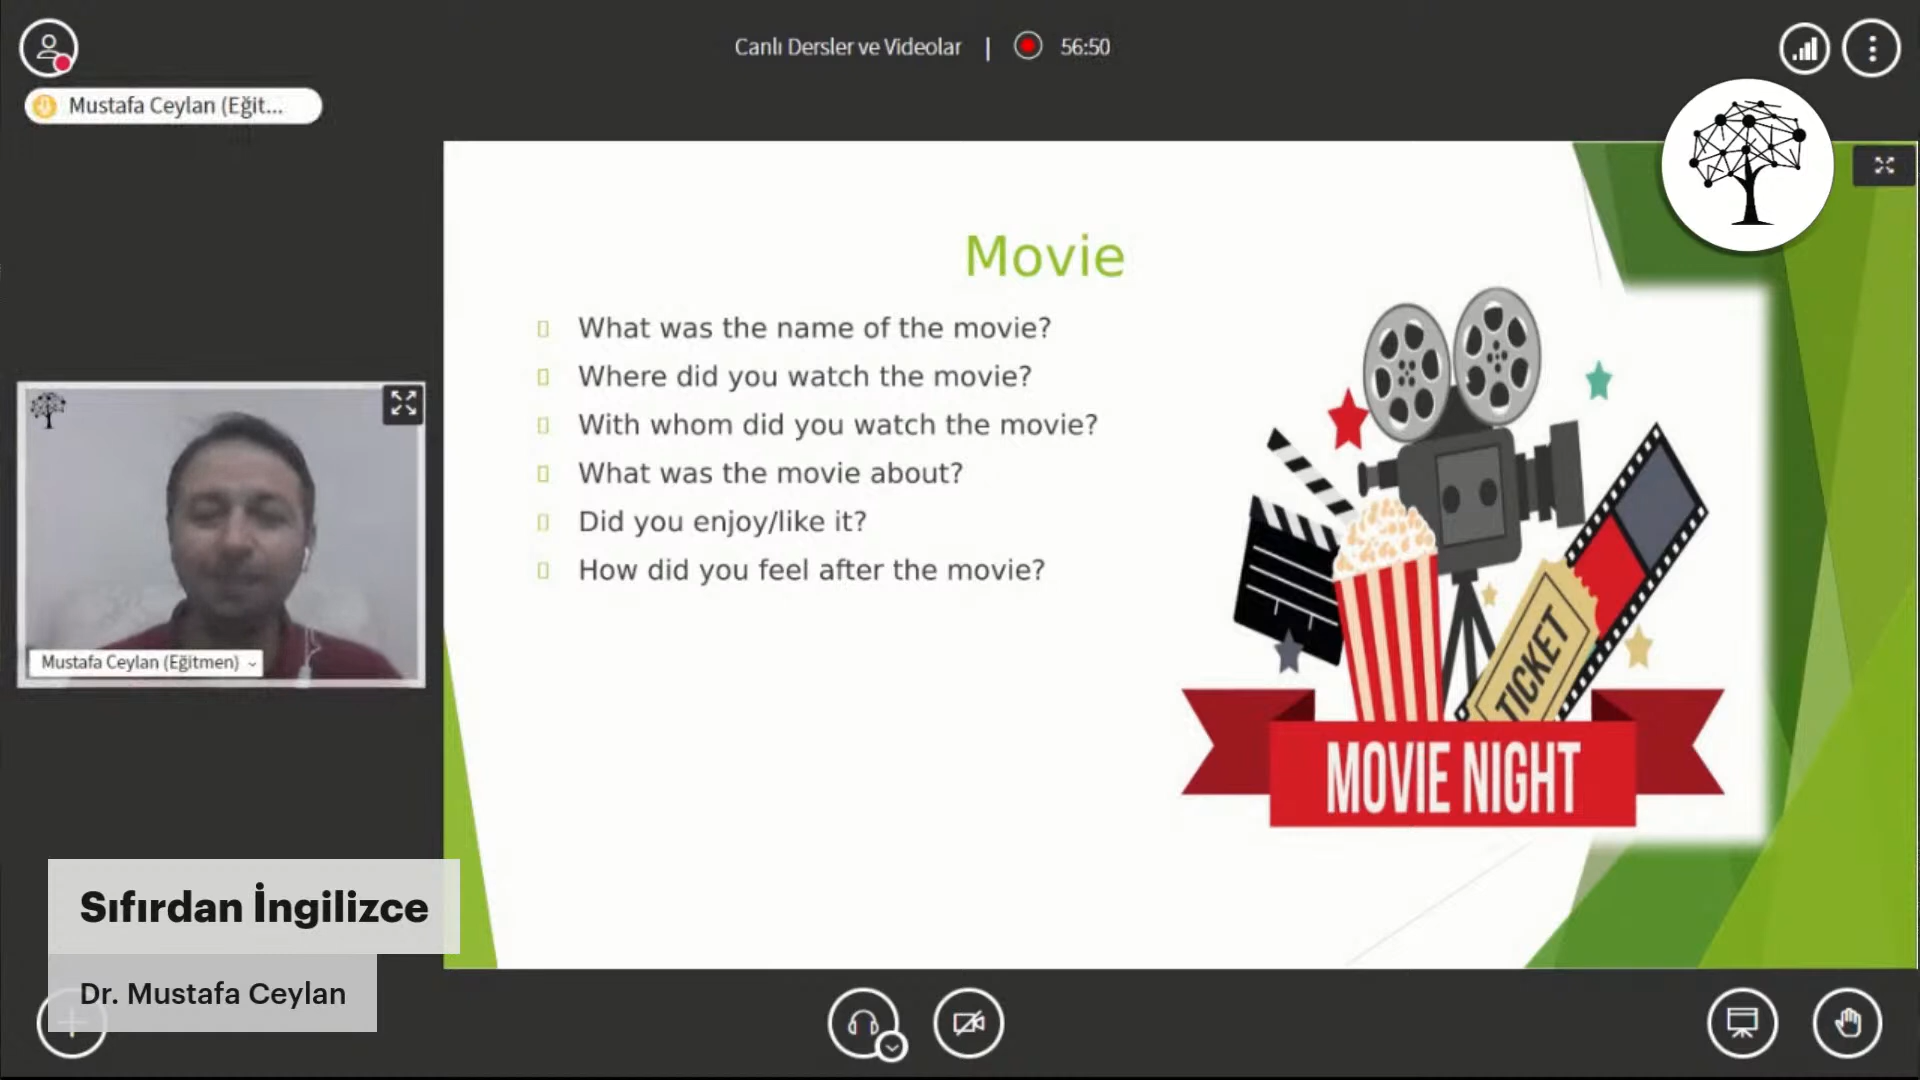 Canlı Dersler ve Videolar | 56:50
Mustafa Ceylan (Eğit...
Movie
What was the name of the movie?
Where did you watch the movie?
With whom did you watch the movie?
What was the movie about?
Did you enjoy/like it?
How did you feel after the movie?
TICKET
MOVIE NIGHT
Mustafa Ceylan (Eğitmen)
Sıfırdan İngilizce
Dr. Mustafa Ceylan